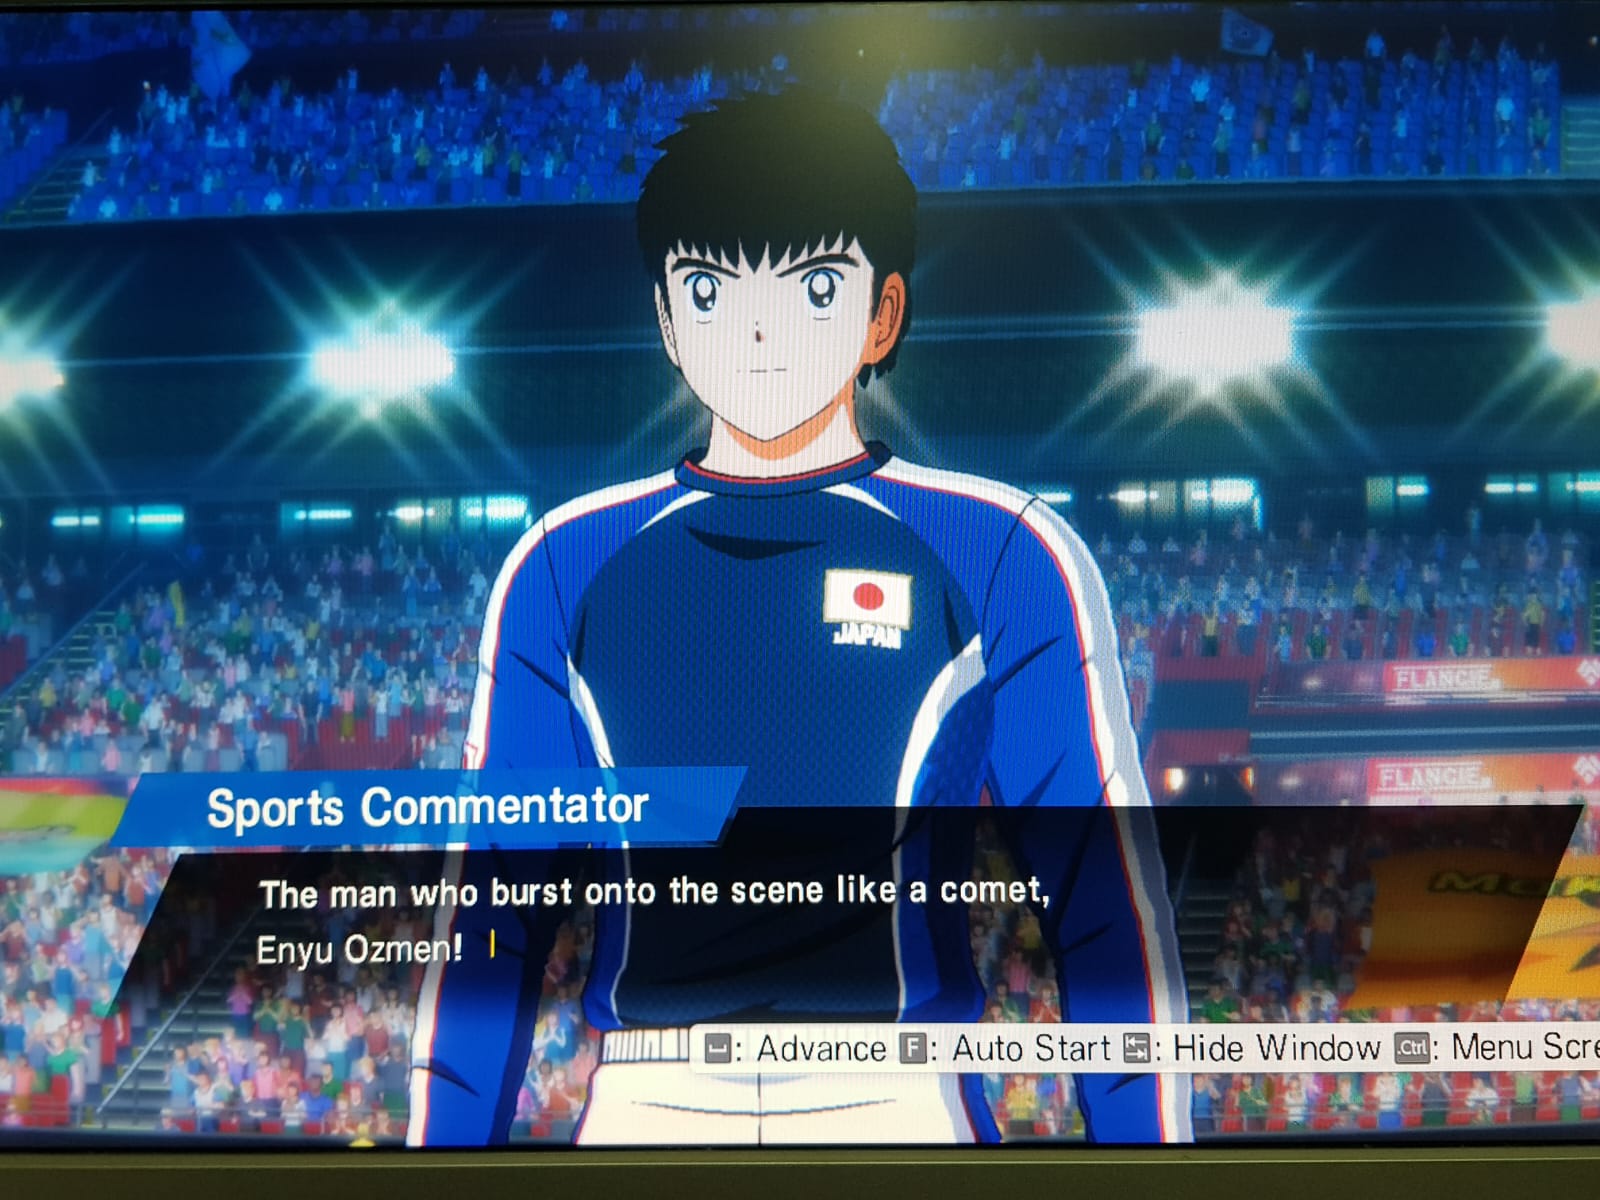 JAPAN
FLANCIE
FLANCIE
Sports Commentator
The man who burst onto the scene like a comet,
Enyu Ozmen!
: Advance F: Auto Start : Hide Window Ctrl: Menu